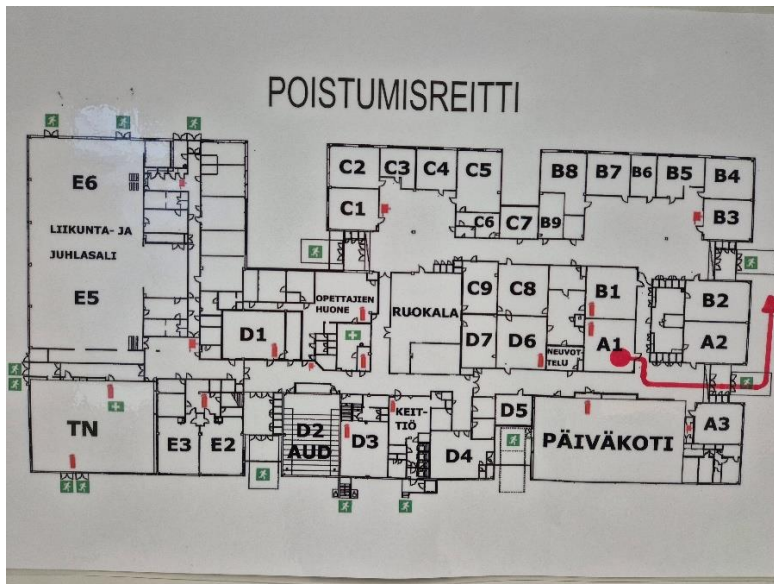 POISTUMISREITTI
C2
C3
C4
C5
B8
B7
B6
B5
B4
E6
C1
B3
LIIKUNTA- JA
JUHLASALI
C6
C7
B9
E5
OPETTAJIEN
HUONE
RUOKALA
C9
C8
B1
B2
D1
D7
D6
NEUVOT-
TELU
A1
A2
TN
E3
E2
D2
AUD
D3
KEIT-
TIÖ
D4
D5
PÄIVÄKOTI
A3